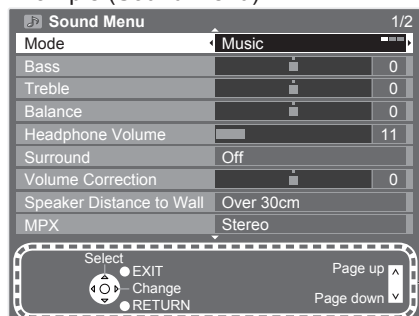 Sound Menu 1/2
Mode Music
Bass 0
Treble 0
Balance 0
Headphone Volume 11
Surround Off
Volume Correction 0
Speaker Distance to Wall Over 30cm
MPX Stereo
Select
EXIT
Change
RETURN
Page up
Page down